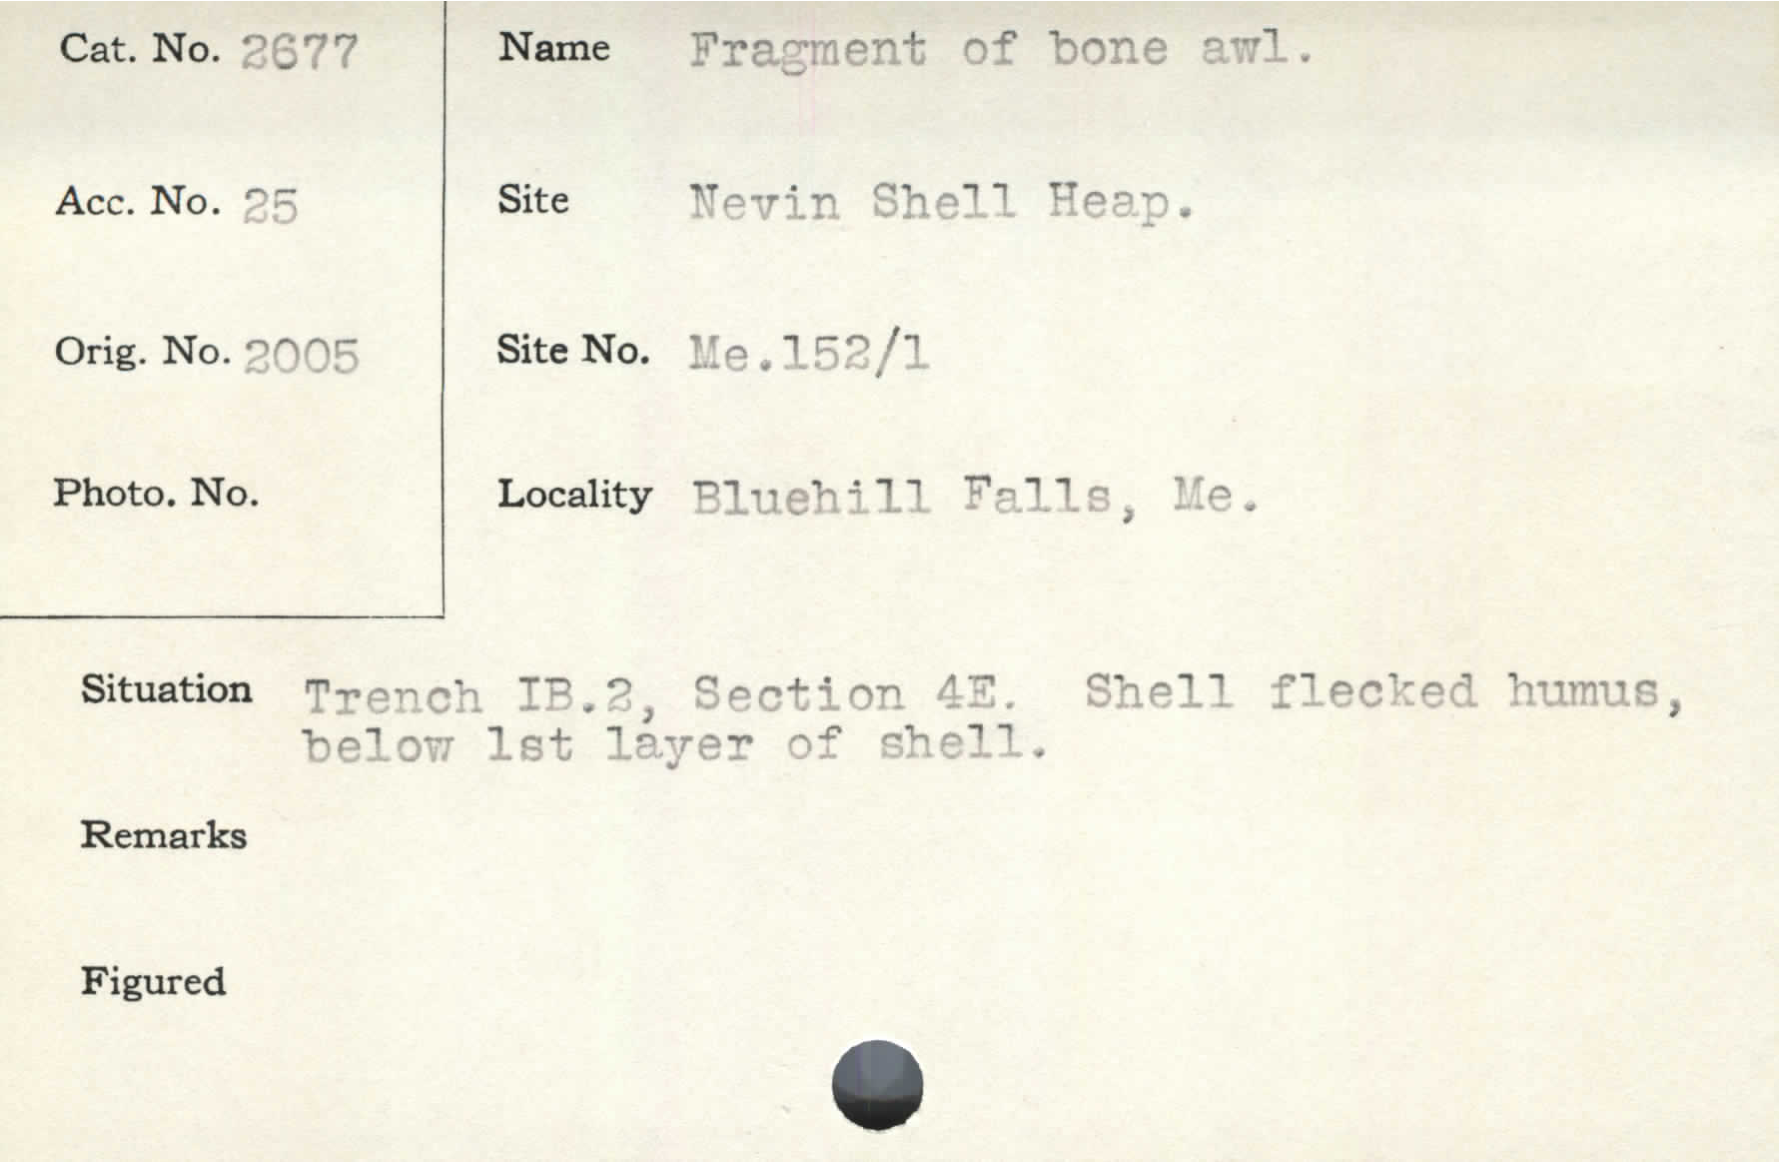 Cat. No. 2677
Name Fragment of bone awl.
Acc. No. 25
Site Nevin Shell Heap.
Orig. No. 2005
Site No. Me.152/1
Photo. No.
Locality Bluehill Falls, Me.
Situation Trench IB.2, Section 4E. Shell flecked humus,
below 1st layer of shell.
Remarks
Figured